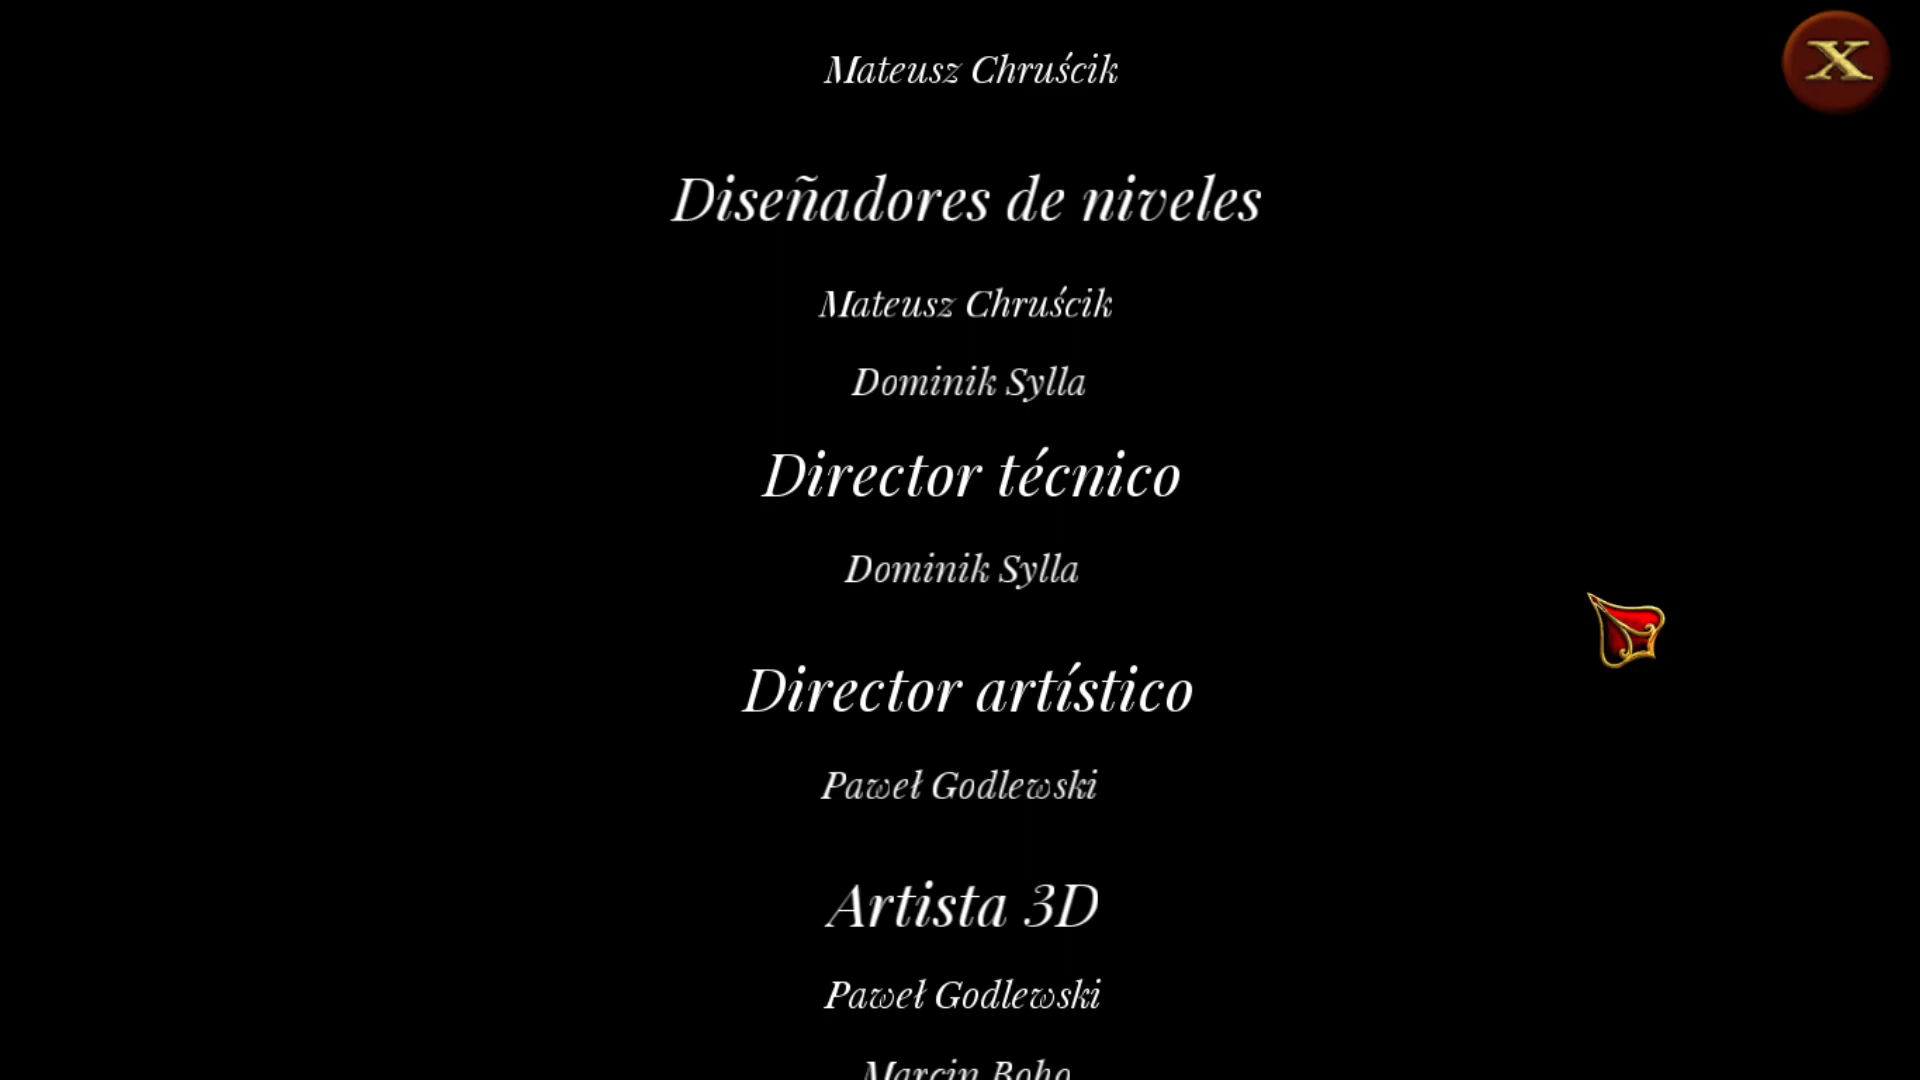 Mateusz Chruścik
X
Diseñadores de niveles
Mateusz Chruścik
Dominik Sylla
Director técnico
Dominik Sylla
Director artístico
Paweł Godlewski
Artista 3D
Paweł Godlewski
Marcin